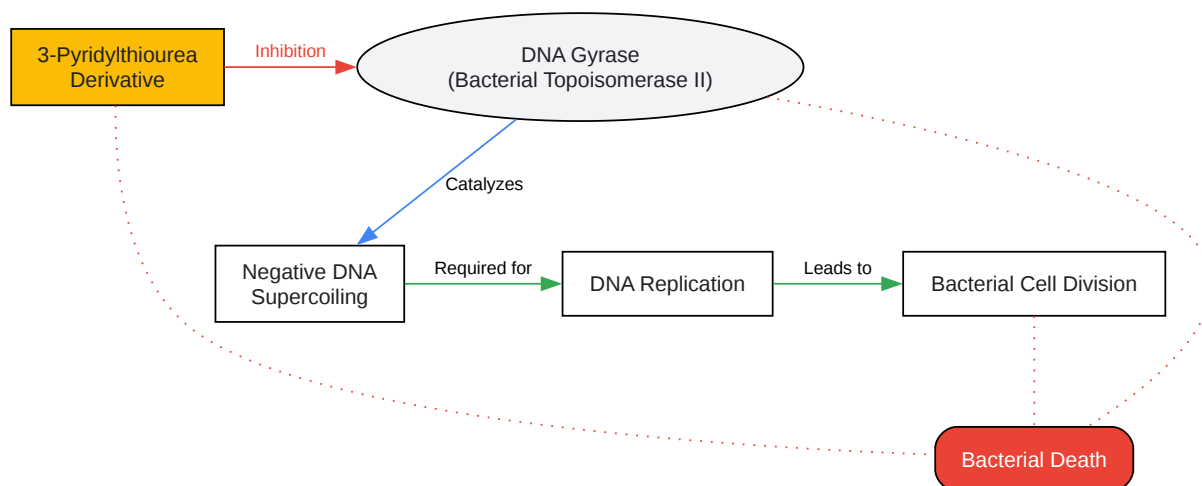 3-Pyridylthiourea
Derivative
Inhibition
DNA Gyrase
(Bacterial Topoisomerase II)
Catalyzes
Negative DNA
Supercoiling
Required for
DNA Replication
Leads to
Bacterial Cell Division
Bacterial Death